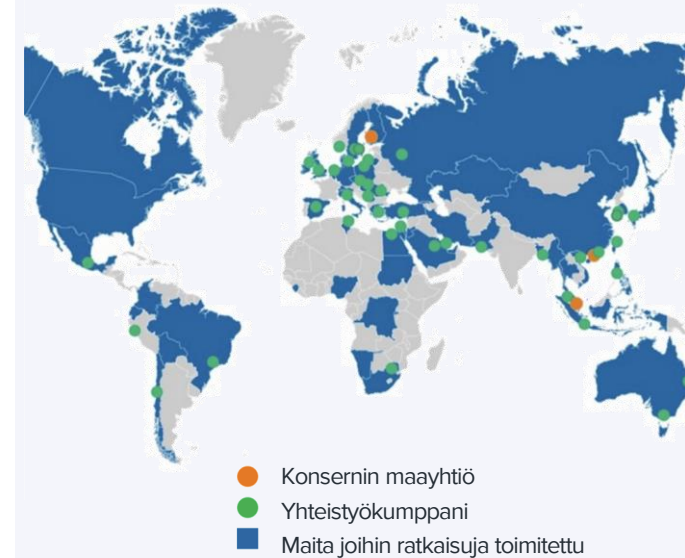 Konsernin maayhtiö
Yhteistyökumppani
Maita joihin ratkaisuja toimitettu